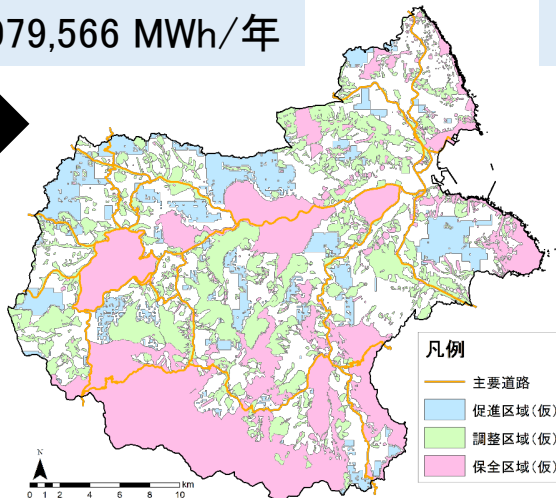 979,566 MWh/年
凡例
主要道路
促進区域(仮)
調整区域(仮)
保全区域(仮)
N
0 1 2 4 6 8 10 km